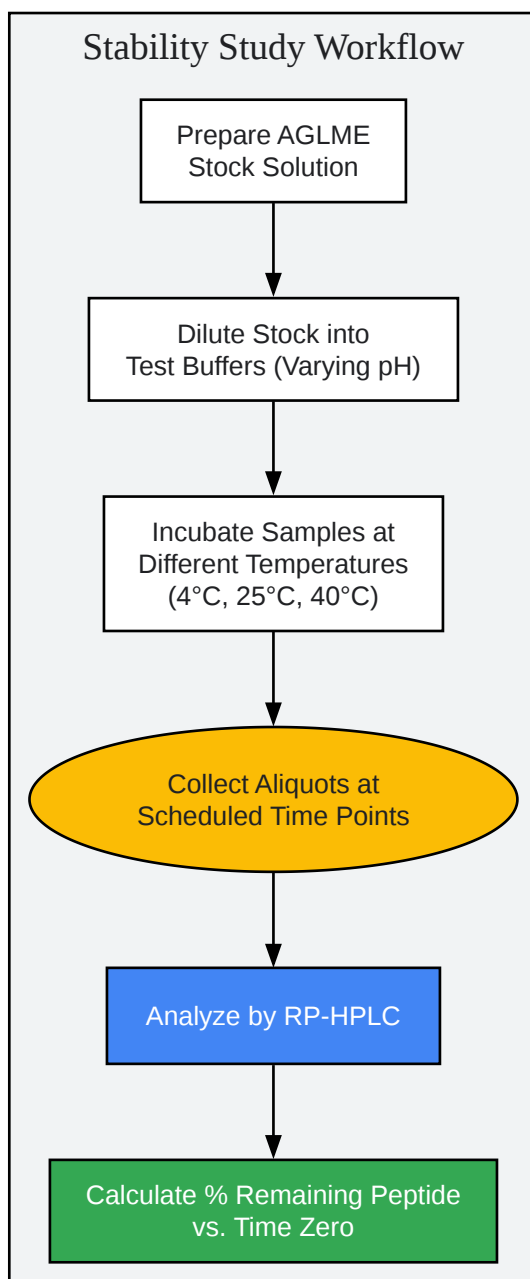 Stability Study Workflow
Prepare AGLME
Stock Solution
Dilute Stock into
Test Buffers (Varying pH)
Incubate Samples at
Different Temperatures
(4°C, 25°C, 40°C)
Collect Aliquots at
Scheduled Time Points
Analyze by RP-HPLC
Calculate % Remaining Peptide
vs. Time Zero